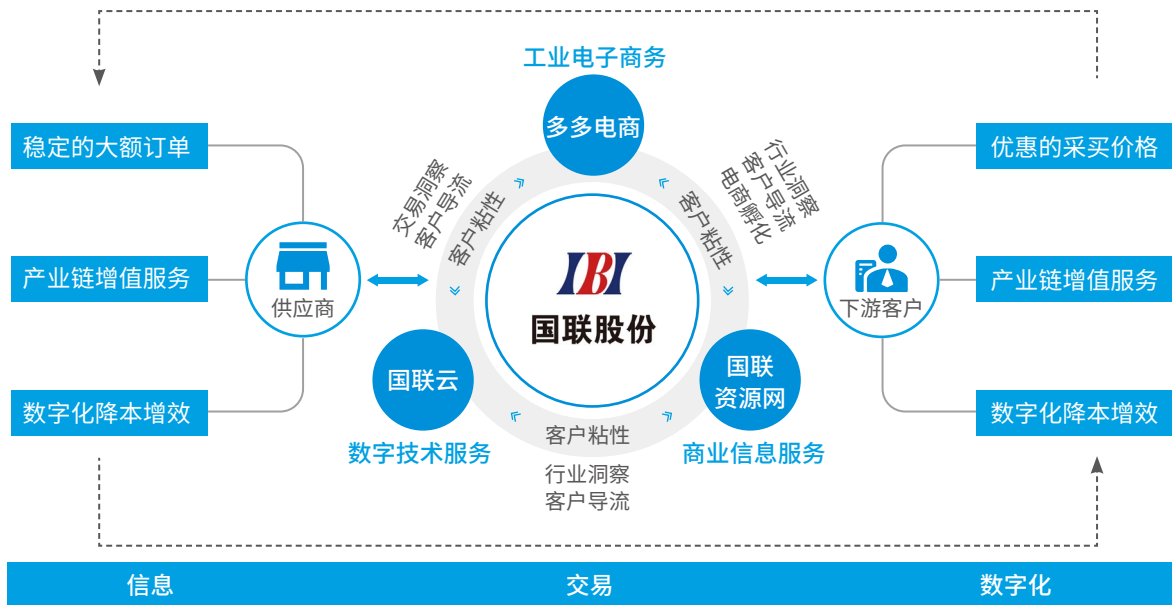 工业电子商务
多多电商
稳定的大额订单
产业链增值服务
数字化降本增效
供应商
交易洞察
客户导流
客户粘性
IBI
国联股份
客户粘性
行业洞察
客户导流
电商孵化
下游客户
优惠的采买价格
产业链增值服务
数字化降本增效
国联云
数字技术服务
国联
资源网
商业信息服务
客户粘性
行业洞察
客户导流
信息
交易
数字化